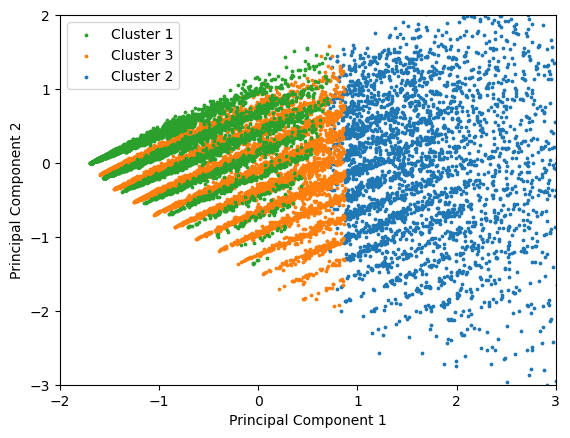 Cluster 1
Cluster 3
Cluster 2
2
1
0
−1
−2
−3
Principal Component 2
−2
−1
0
1
2
3
Principal Component 1